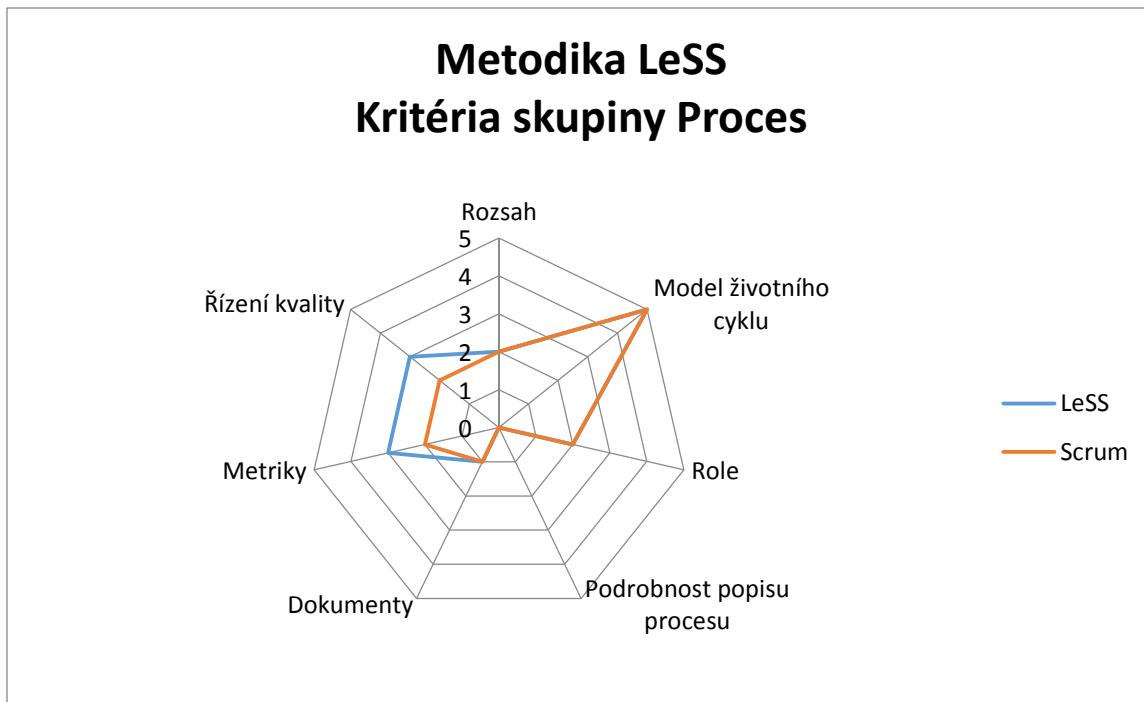 Metodika LeSS
Kritéria skupiny Proces
Rozsah
5
4
3
2
1
0
Model životního
cyklu
Role
Podrobnost popisu
procesu
Dokumenty
Metriky
Řízení kvality
LeSS
Scrum